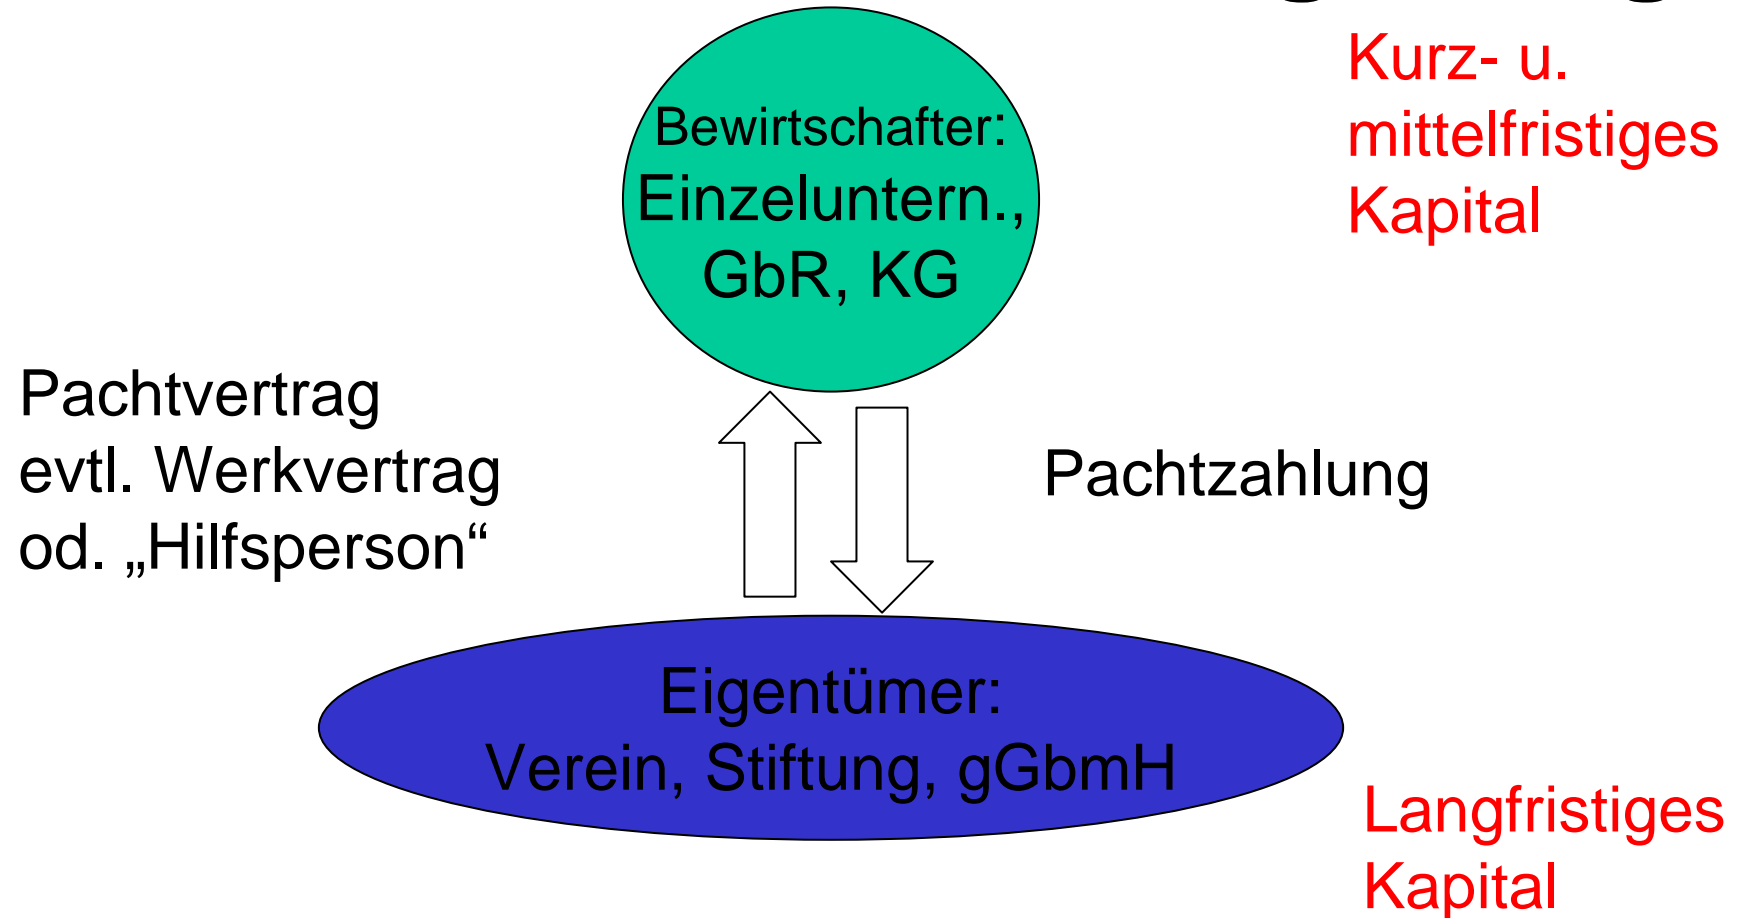 Kurz- u.
mittelfristiges
Kapital
Bewirtschafter:
Einzeluntern.,
GbR, KG
Pachtvertrag
evtl. Werkvertrag
od. „Hilfsperson“
Pachtzahlung
Eigentümer:
Verein, Stiftung, gGbmH
Langfristiges
Kapital